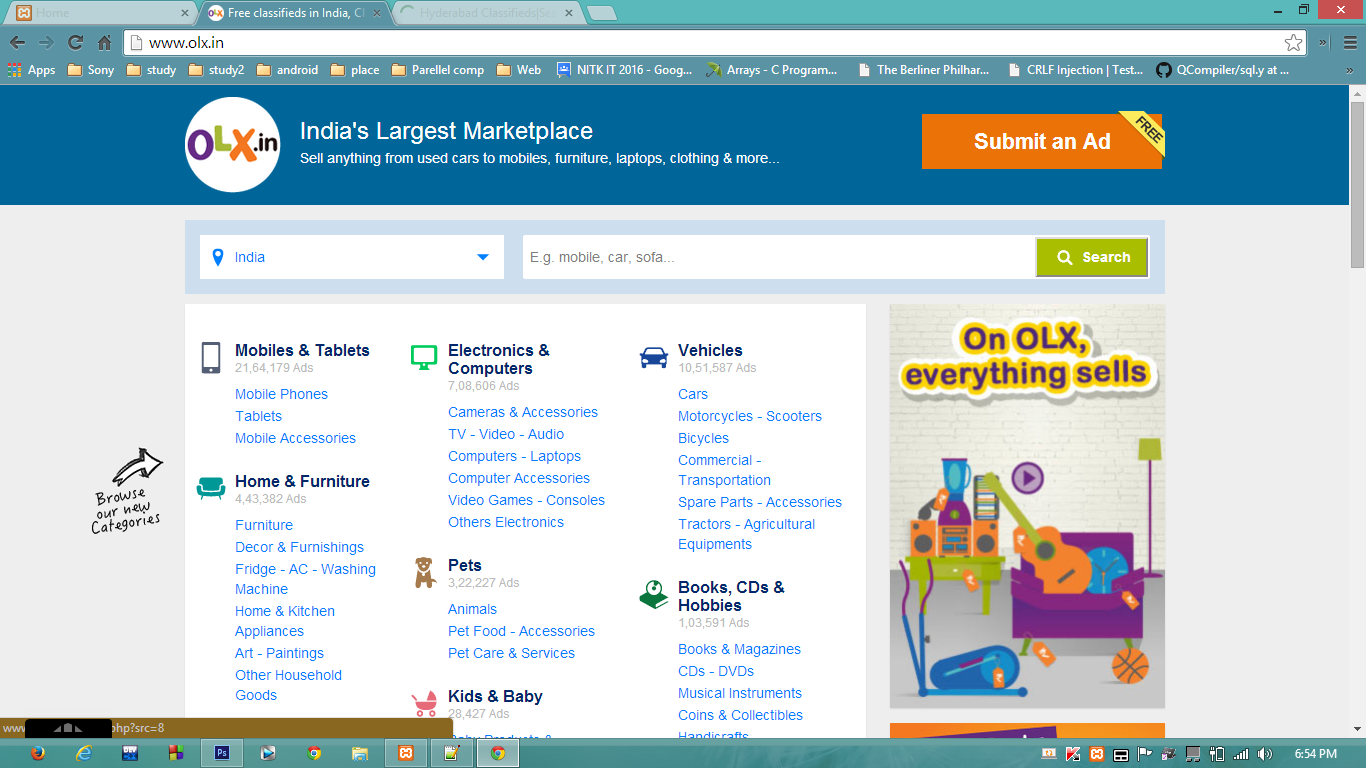 Home
Free classifieds in India, Cl
Hyderabad Classifieds|Se
www.olx.in
Apps
Sony
study
study2
android
place
Parellel comp
Web
NITK IT 2016 - Goog...
Arrays - C Program...
The Berliner Philhar...
CRLF Injection | Test...
QCompiler/sql.y at ...
OLX.in
India's Largest Marketplace
Sell anything from used cars to mobiles, furniture, laptops, clothing & more...
Submit an Ad
FREE
India
E.g. mobile, car, sofa...
Search
Browse
our new
Categories
Mobiles & Tablets
21,64,179 Ads
Mobile Phones
Tablets
Mobile Accessories
Home & Furniture
4,43,382 Ads
Furniture
Decor & Furnishings
Fridge - AC - Washing
Machine
Home & Kitchen
Appliances
Art - Paintings
Other Household
Goods
Electronics &
Computers
7,08,606 Ads
Cameras & Accessories
TV - Video - Audio
Computers - Laptops
Computer Accessories
Video Games - Consoles
Others Electronics
Pets
3,22,227 Ads
Animals
Pet Food - Accessories
Pet Care & Services
Kids & Baby
28,427 Ads
Baby Products &
Vehicles
10,51,587 Ads
Cars
Motorcycles - Scooters
Bicycles
Commercial -
Transportation
Spare Parts - Accessories
Tractors - Agricultural
Equipments
Books, CDs &
Hobbies
1,03,591 Ads
Books & Magazines
CDs - DVDs
Musical Instruments
Coins & Collectibles
Handicrafts
On OLX,
everything sells
www
php?src=8
Ps
6:54 PM